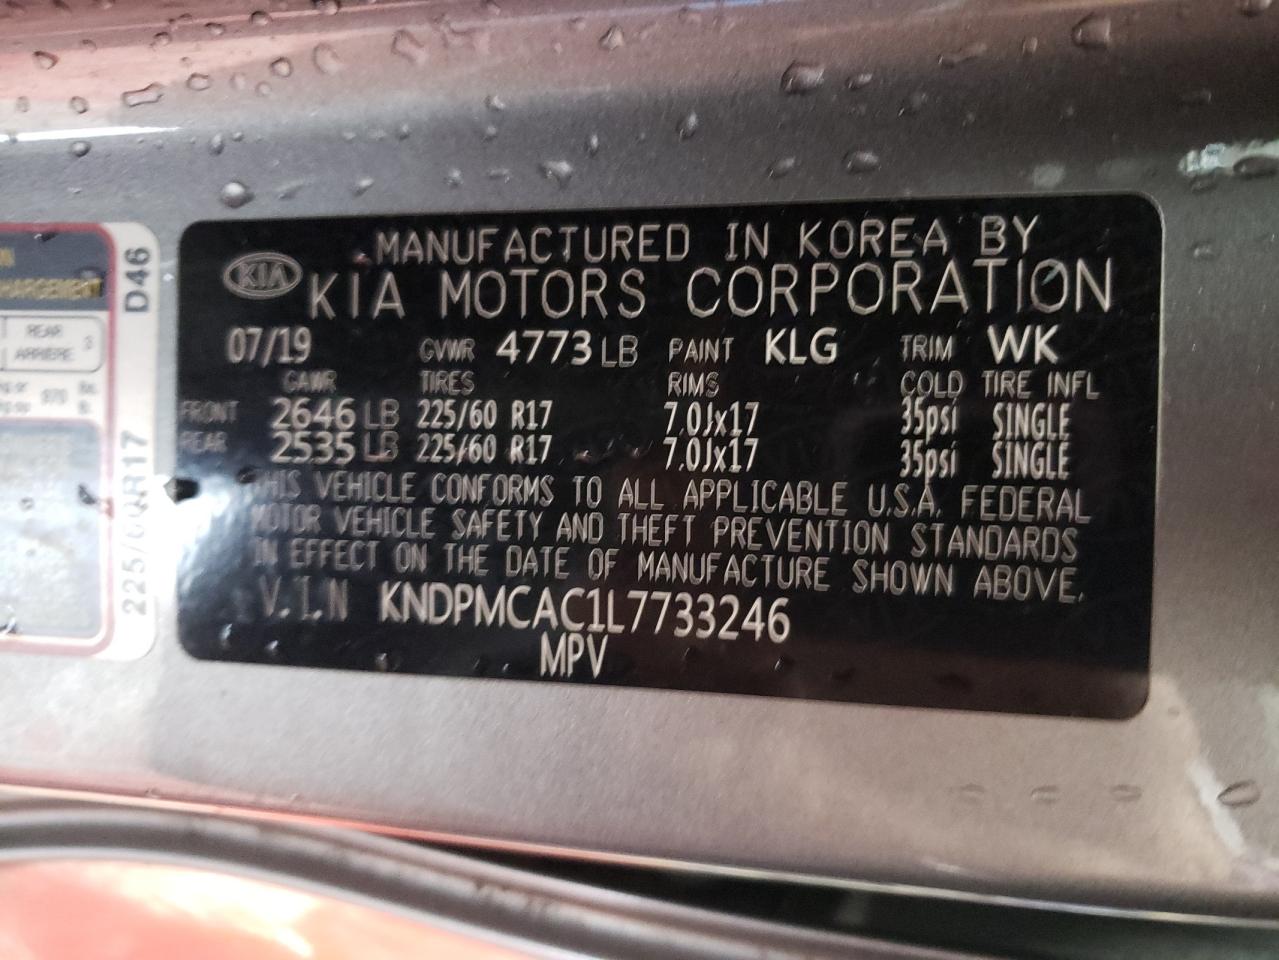 MANUFACTURED IN KOREA BY
KIA KIA MOTORS CORPORATION
07/19 GVWR 4773 LB PAINT KLG TRIM WK
GAWR TIRES RIMS COLD TIRE INFL
FRONT 2646 LB 225/60 R17 7.0Jx17 35psi SINGLE
REAR 2535 LB 225/60 R17 7.0Jx17 35psi SINGLE
THIS VEHICLE CONFORMS TO ALL APPLICABLE U.S.A. FEDERAL
MOTOR VEHICLE SAFETY AND THEFT PREVENTION STANDARDS
IN EFFECT ON THE DATE OF MANUFACTURE SHOWN ABOVE.
V.I.N KNDPMCAC1L7733246
MPV
REAR
ARRIERE 3
D46
225/60R17